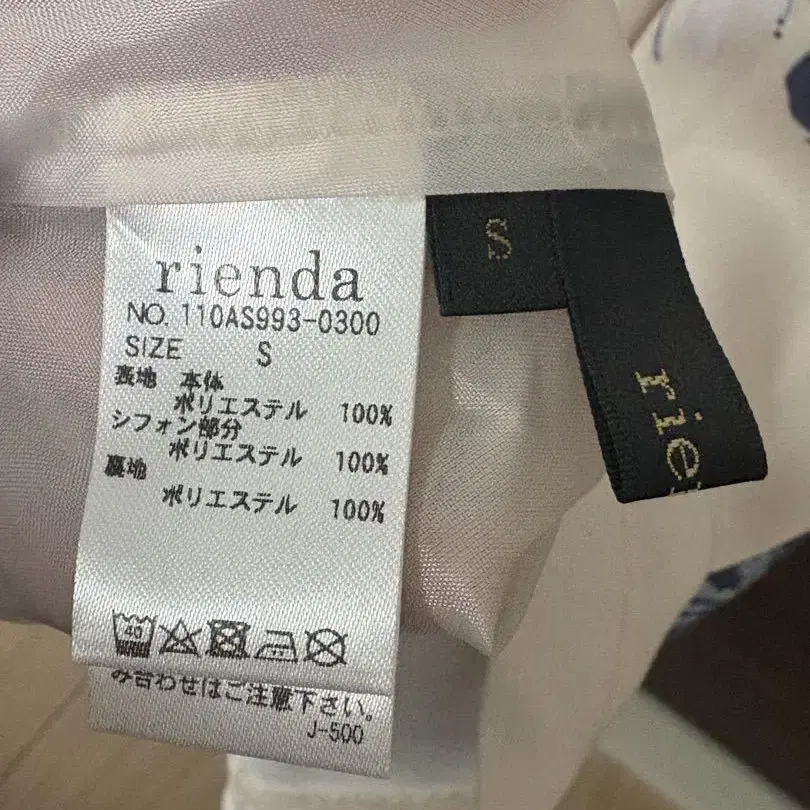 rienda
NO. 110AS993-0300
SIZE S
表地 本体
ポリエステル 100%
シフォン部分
ポリエステル 100%
裏地
ポリエステル 100%
40
み合わせはご注意下さい。
J-500
S
rie